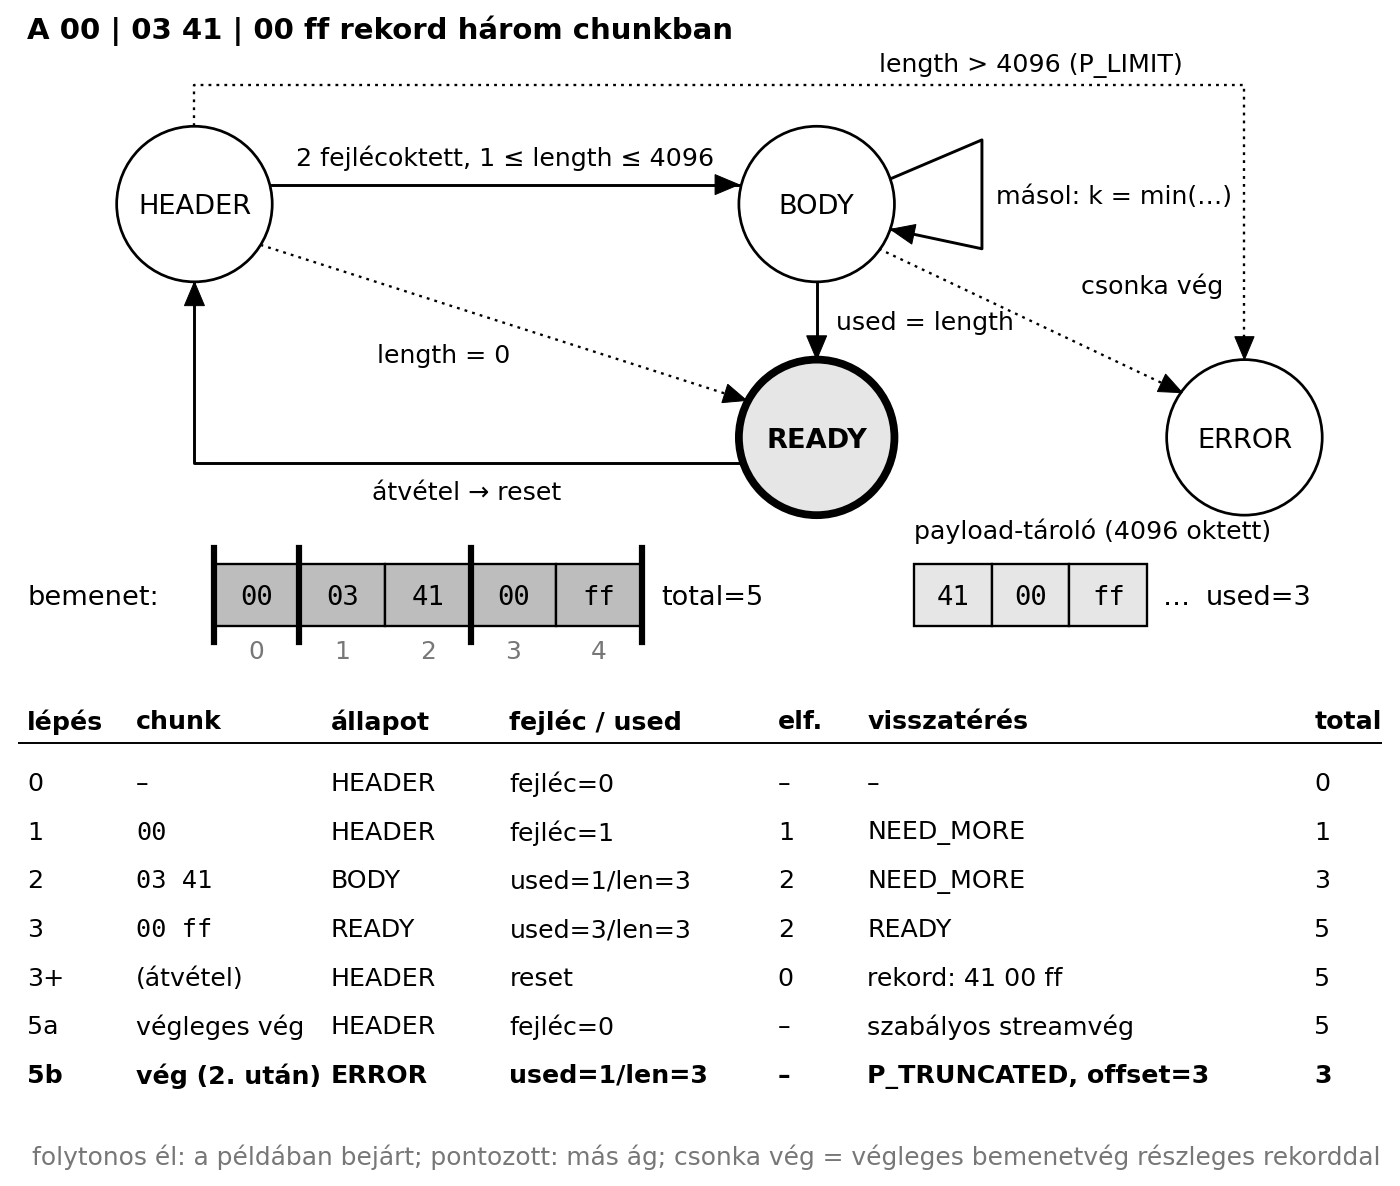 A 00 | 03 41 | 00 ff rekord három chunkban
length > 4096 (P_LIMIT)
2 fejlécoktett, 1 ≤ length ≤ 4096
HEADER
BODY
másol: k = min(…)
csonka vég
used = length
length = 0
READY
ERROR
átvétel → reset
payload-tároló (4096 oktett)
bemenet: 00 03 41 00 ff total=5
41 00 ff … used=3
0 1 2 3 4
lépés chunk állapot fejléc / used elf. visszatérés total
0 – HEADER fejléc=0 – – 0
1 00 HEADER fejléc=1 1 NEED_MORE 1
2 03 41 BODY used=1/len=3 2 NEED_MORE 3
3 00 ff READY used=3/len=3 2 READY 5
3+ (átvétel) HEADER reset 0 rekord: 41 00 ff 5
5a végleges vég HEADER fejléc=0 – szabályos streamvég 5
5b vég (2. után) ERROR used=1/len=3 – P_TRUNCATED, offset=3 3
folytonos él: a példában bejárt; pontozott: más ág; csonka vég = végleges bemenetvég részleges rekorddal